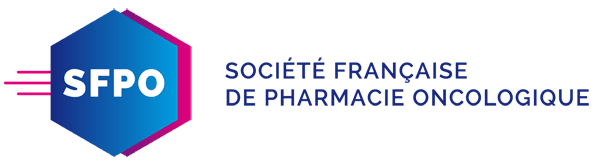 SFPO
SOCIÉTÉ FRANÇAISE
DE PHARMACIE ONCOLOGIQUE